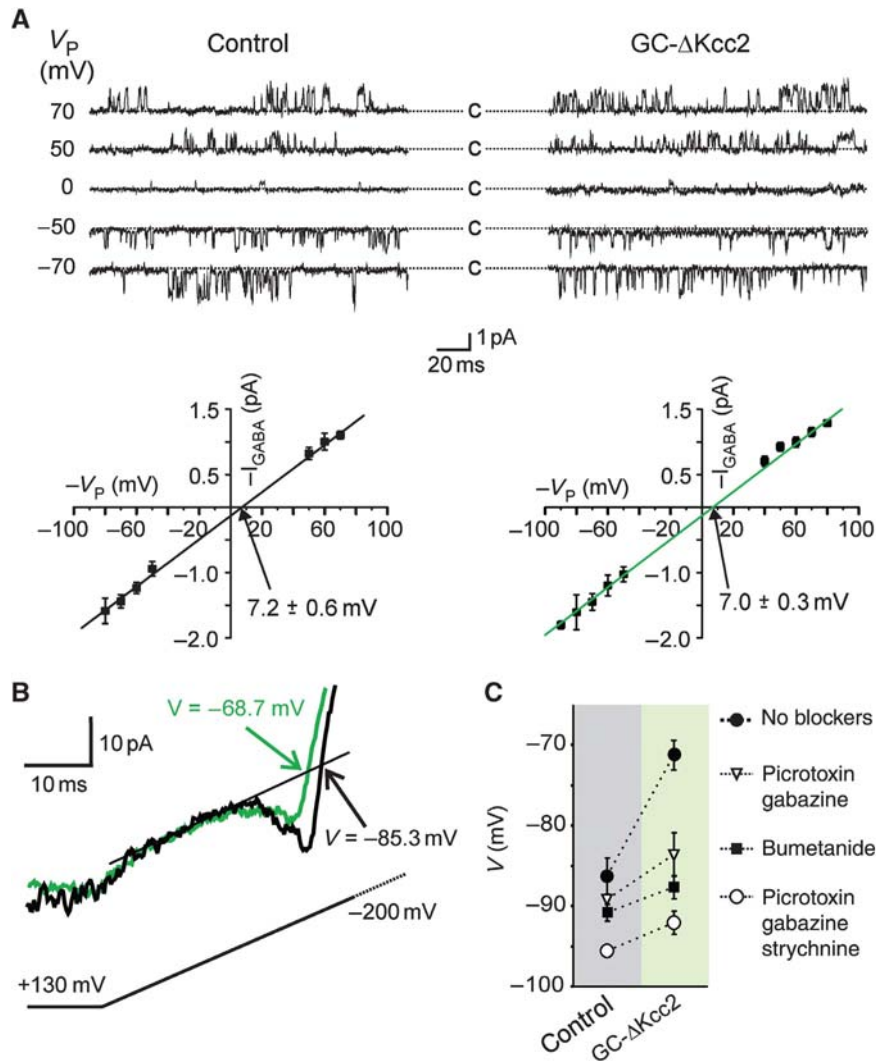 A
V_P (mV)
Control
GC-ΔKcc2
70
C
50
C
0
C
−50
C
−70
C
1 pA
20 ms
1.5
−I_GABA (pA)
0.5
−V_P (mV)
−100 −60 −20 20 60 100
−1.0
−2.0
7.2 ± 0.6 mV
1.5
−I_GABA (pA)
0.5
−V_P (mV)
−100 −60 −20 20 60 100
−1.0
−2.0
7.0 ± 0.3 mV
B
V = −68.7 mV
10 pA
10 ms
V = −85.3 mV
−200 mV
+130 mV
C
V (mV)
−70
−80
−90
−100
Control
GC-ΔKcc2
No blockers
Picrotoxin
gabazine
Bumetanide
Picrotoxin
gabazine
strychnine